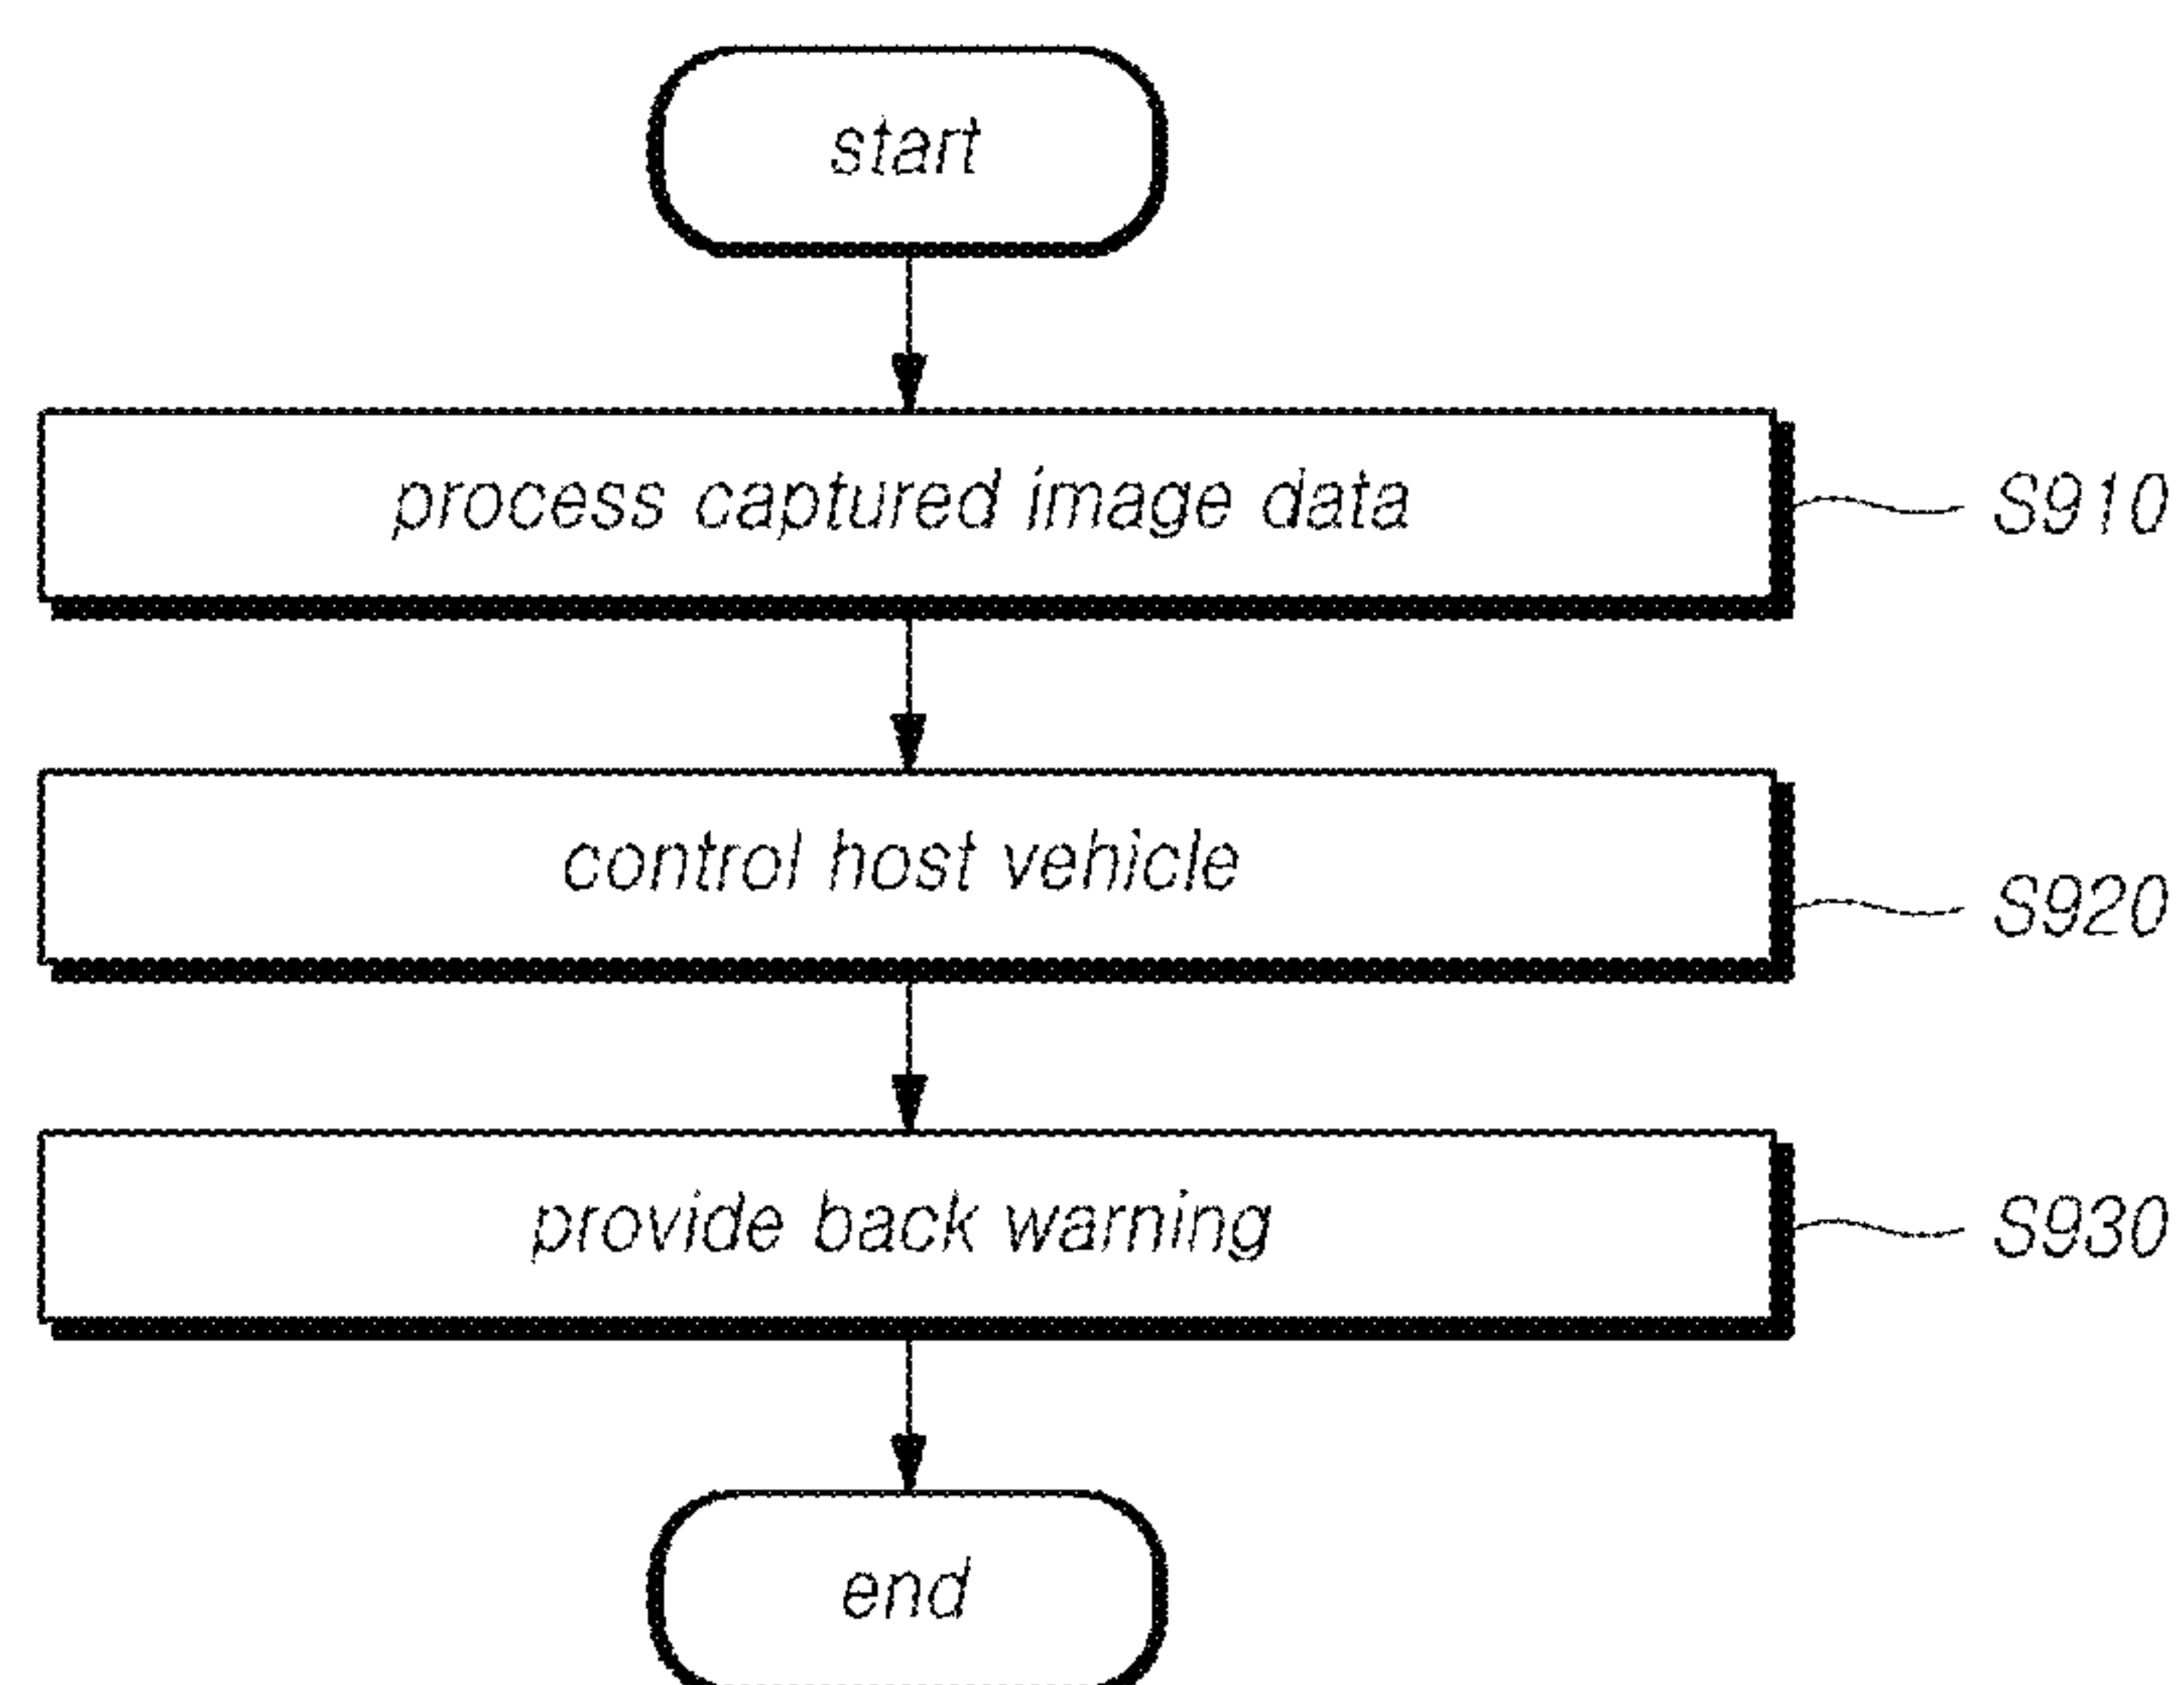 start
process captured image data
S910
control host vehicle
S920
provide back warning
S930
end